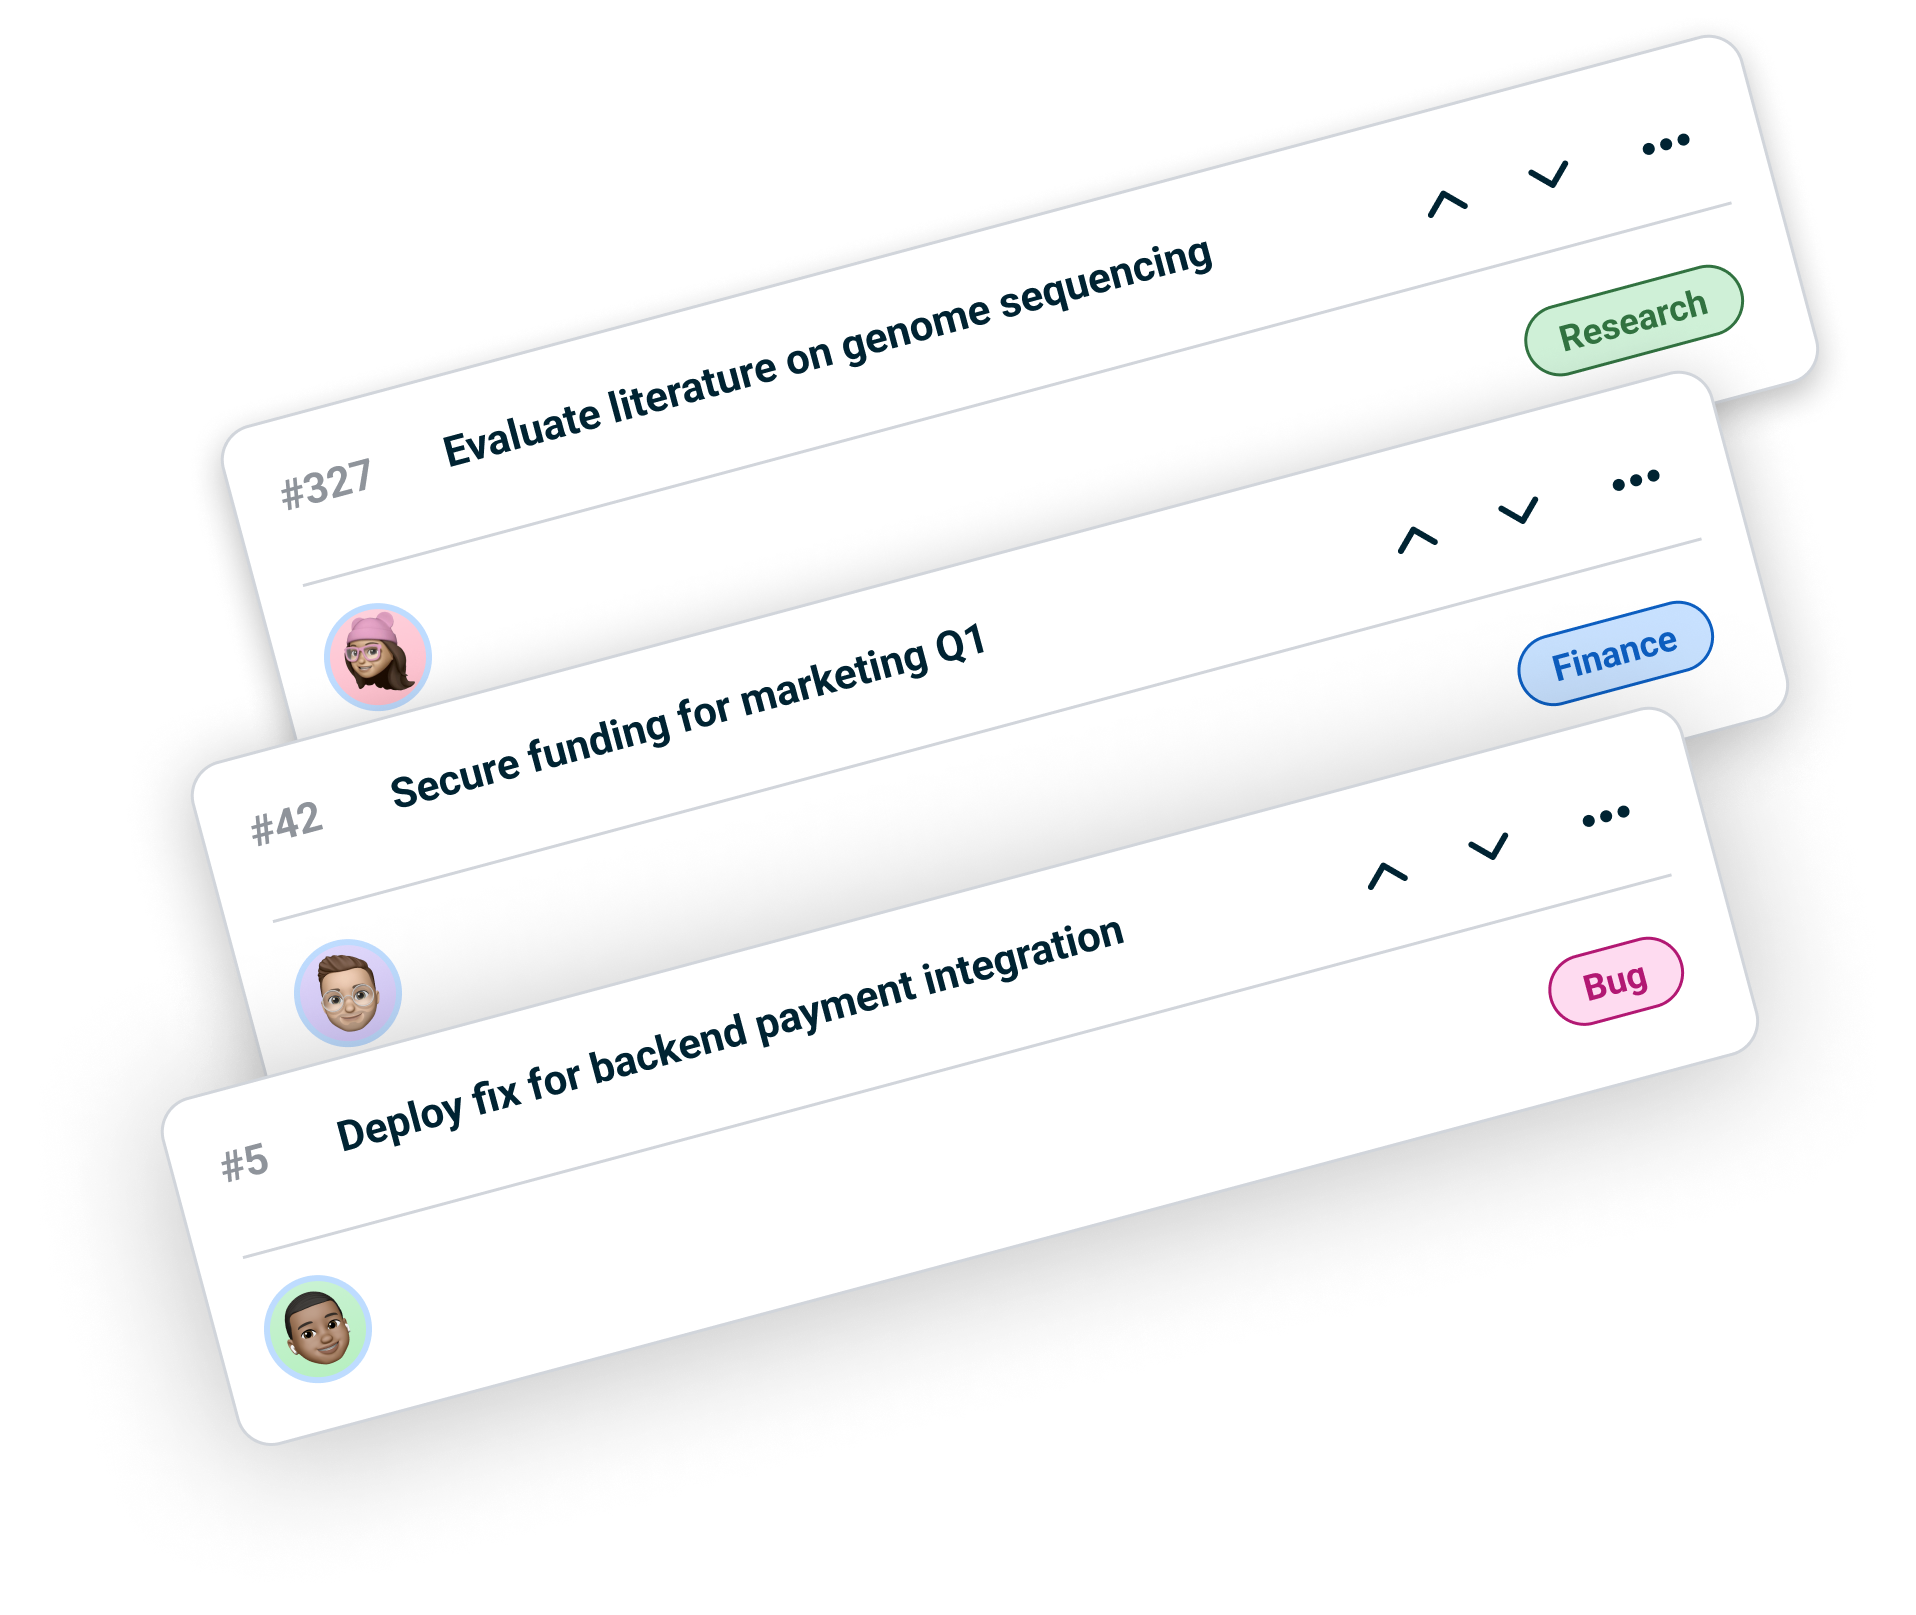 #327 Evaluate literature on genome sequencing
Research
#42 Secure funding for marketing Q1
Finance
#5 Deploy fix for backend payment integration
Bug